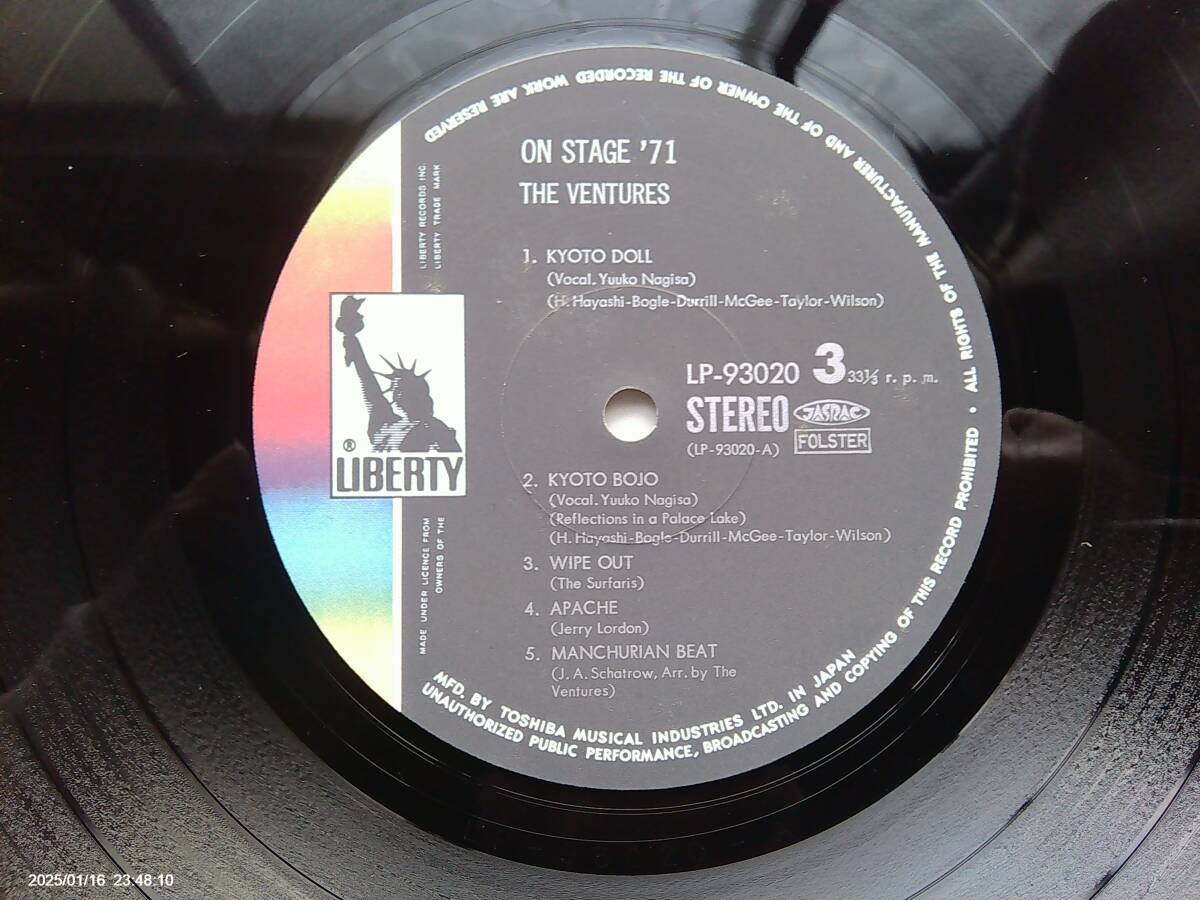 ON STAGE '71
THE VENTURES
1. KYOTO DOLL
(Vocal. Yuuko Nagisa)
(H. Hayashi-Bogle-Durrill-McGee-Taylor-Wilson)
LP-93020 3 33⅓ r. p. m.
STEREO JASRAC
(LP-93020-A) FOLSTER
2. KYOTO BOJO
(Vocal. Yuuko Nagisa)
(Reflections in a Palace Lake)
(H. Hayashi-Bogle-Durrill-McGee-Taylor-Wilson)
3. WIPE OUT
(The Surfaris)
4. APACHE
(Jerry Lordon)
5. MANCHURIAN BEAT
(J. A. Schatrow, Arr. by The
Ventures)
® LIBERTY
LIBERTY RECORDS INC.
LIBERTY TRADE MARK
MADE UNDER LICENCE FROM
OWNERS OF THE
MFD. BY TOSHIBA MUSICAL INDUSTRIES LTD. IN JAPAN
UNAUTHORIZED PUBLIC PERFORMANCE, BROADCASTING AND COPYING OF THIS RECORD PROHIBITED • ALL RIGHTS OF THE MANUFACTURER AND OF THE OWNER OF THE RECORDED WORK ARE RESERVED
2025/01/16 23:48:10